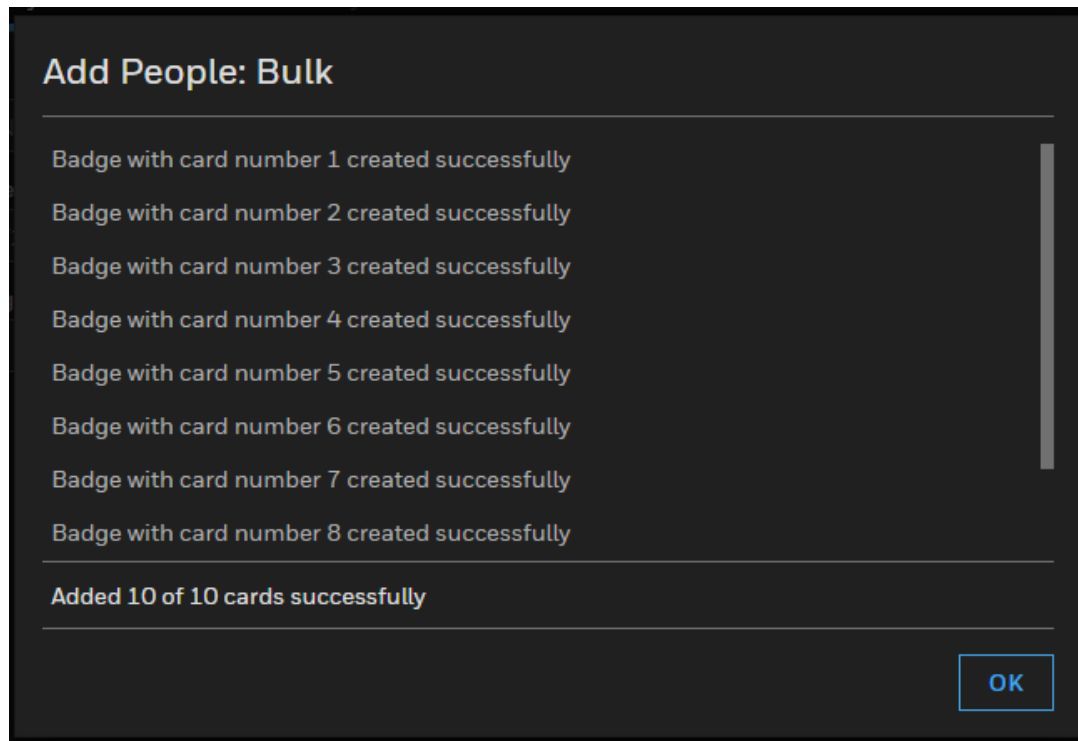 Add People: Bulk
Badge with card number 1 created successfully
Badge with card number 2 created successfully
Badge with card number 3 created successfully
Badge with card number 4 created successfully
Badge with card number 5 created successfully
Badge with card number 6 created successfully
Badge with card number 7 created successfully
Badge with card number 8 created successfully
Added 10 of 10 cards successfully
OK